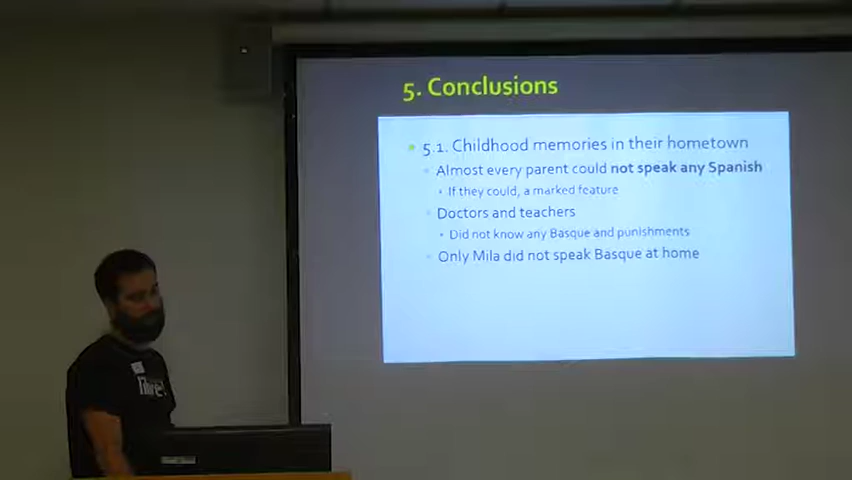 5. Conclusions
5.1. Childhood memories in their hometown
Almost every parent could not speak any Spanish
If they could, a marked feature
Doctors and teachers
Did not know any Basque and punishments
Only Mila did not speak Basque at home